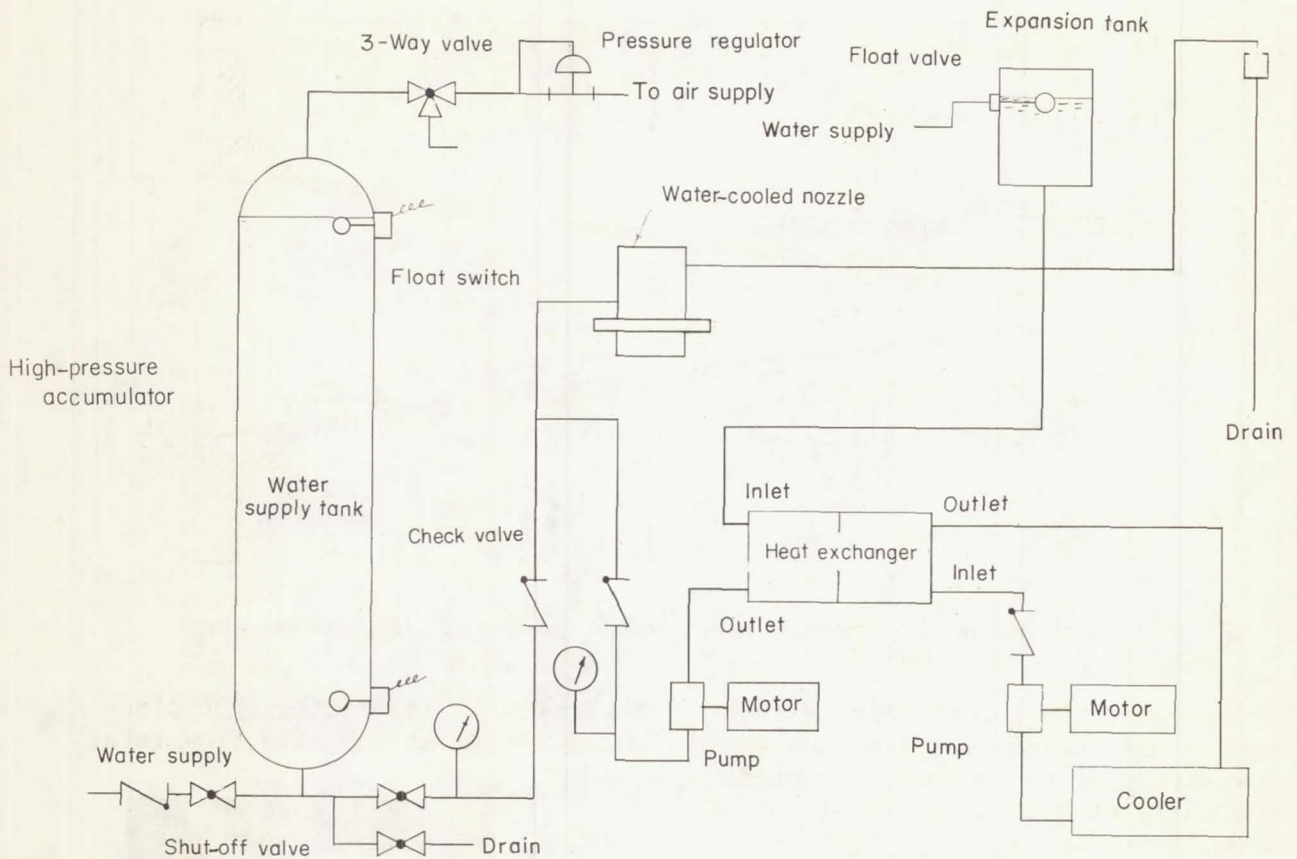 Expansion tank
3-Way valve
Pressure regulator
Float valve
To air supply
Water supply
Water-cooled nozzle
Float switch
High-pressure
accumulator
Drain
Water
supply tank
Inlet
Outlet
Check valve
Heat exchanger
Inlet
Outlet
Motor
Motor
Pump
Pump
Water supply
Cooler
Shut-off valve
Drain